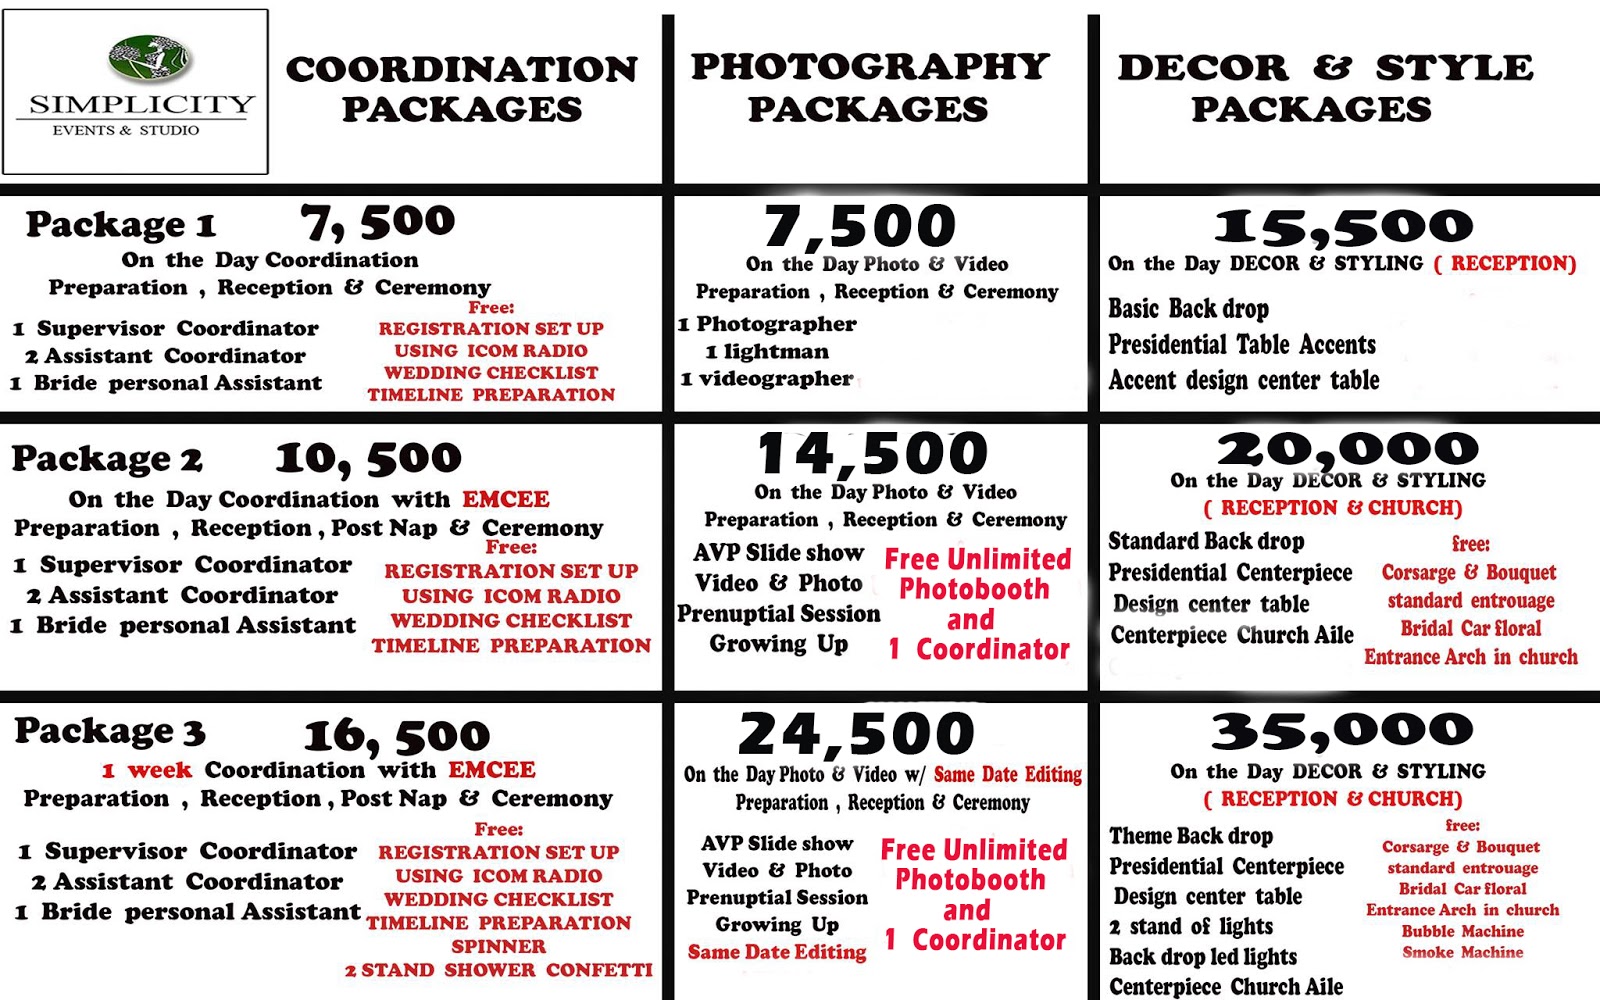 SIMPLICITY
EVENTS & STUDIO
COORDINATION
PACKAGES
PHOTOGRAPHY
PACKAGES
DECOR & STYLE
PACKAGES
Package 1 7, 500
On the Day Coordination
Preparation , Reception & Ceremony
1 Supervisor Coordinator
2 Assistant Coordinator
1 Bride personal Assistant
Free:
REGISTRATION SET UP
USING ICOM RADIO
WEDDING CHECKLIST
TIMELINE PREPARATION
7,500
On the Day Photo & Video
Preparation , Reception & Ceremony
1 Photographer
1 lightman
1 videographer
15,500
On the Day DECOR & STYLING ( RECEPTION)
Basic Back drop
Presidential Table Accents
Accent design center table
Package 2 10, 500
On the Day Coordination with EMCEE
Preparation , Reception , Post Nap & Ceremony
1 Supervisor Coordinator
2 Assistant Coordinator
1 Bride personal Assistant
Free:
REGISTRATION SET UP
USING ICOM RADIO
WEDDING CHECKLIST
TIMELINE PREPARATION
14,500
On the Day Photo & Video
Preparation , Reception & Ceremony
AVP Slide show
Video & Photo
Prenuptial Session
Growing Up
Free Unlimited
Photobooth
and
1 Coordinator
20,000
On the Day DECOR & STYLING
( RECEPTION & CHURCH)
Standard Back drop
Presidential Centerpiece
Design center table
Centerpiece Church Aile
free:
Corsarge & Bouquet
standard entrouage
Bridal Car floral
Entrance Arch in church
Package 3 16, 500
1 week Coordination with EMCEE
Preparation , Reception , Post Nap & Ceremony
1 Supervisor Coordinator
2 Assistant Coordinator
1 Bride personal Assistant
Free:
REGISTRATION SET UP
USING ICOM RADIO
WEDDING CHECKLIST
TIMELINE PREPARATION
SPINNER
2 STAND SHOWER CONFETTI
24,500
On the Day Photo & Video w/ Same Date Editing
Preparation , Reception & Ceremony
AVP Slide show
Video & Photo
Prenuptial Session
Growing Up
Same Date Editing
Free Unlimited
Photobooth
and
1 Coordinator
35,000
On the Day DECOR & STYLING
( RECEPTION & CHURCH)
Theme Back drop
Presidential Centerpiece
Design center table
2 stand of lights
Back drop led lights
Centerpiece Church Aile
free:
Corsarge & Bouquet
standard entrouage
Bridal Car floral
Entrance Arch in church
Bubble Machine
Smoke Machine